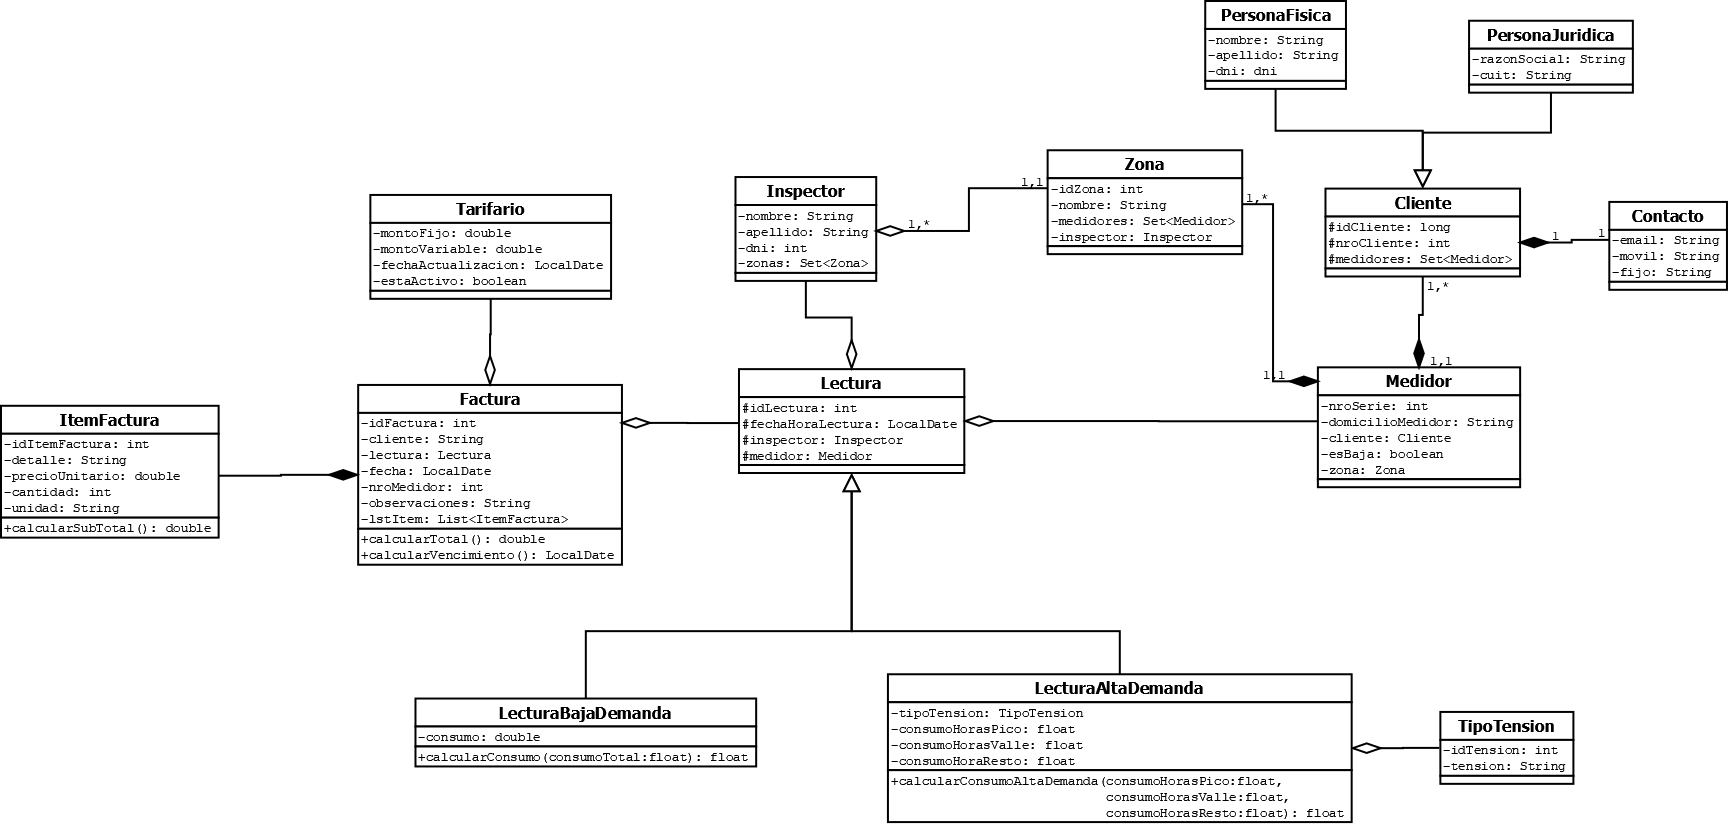 PersonaFisica
-nombre: String
-apellido: String
-dni: dni
PersonaJuridica
-razonSocial: String
-cuit: String
Zona
-idZona: int
-nombre: String
-medidores: Set<Medidor>
-inspector: Inspector
1,1
1,*
Inspector
-nombre: String
-apellido: String
-dni: int
-zonas: Set<Zona>
1,*
Cliente
#idCliente: long
#nroCliente: int
#medidores: Set<Medidor>
1
1
1,*
Contacto
-email: String
-movil: String
-fijo: String
Tarifario
-montoFijo: double
-montoVariable: double
-fechaActualizacion: LocalDate
-estaActivo: boolean
ItemFactura
-idItemFactura: int
-detalle: String
-precioUnitario: double
-cantidad: int
-unidad: String
+calcularSubTotal(): double
Factura
-idFactura: int
-cliente: String
-lectura: Lectura
-fecha: LocalDate
-nroMedidor: int
-observaciones: String
-lstItem: List<ItemFactura>
+calcularTotal(): double
+calcularVencimiento(): LocalDate
Lectura
#idLectura: int
#fechaHoraLectura: LocalDate
#inspector: Inspector
#medidor: Medidor
1,1
1,1
Medidor
-nroSerie: int
-domicilioMedidor: String
-cliente: Cliente
-esBaja: boolean
-zona: Zona
LecturaBajaDemanda
-consumo: double
+calcularConsumo(consumoTotal:float): float
LecturaAltaDemanda
-tipoTension: TipoTension
-consumoHorasPico: float
-consumoHorasValle: float
-consumoHoraResto: float
+calcularConsumoAltaDemanda(consumoHorasPico:float,
consumoHorasValle:float,
consumoHorasResto:float): float
TipoTension
-idTension: int
-tension: String